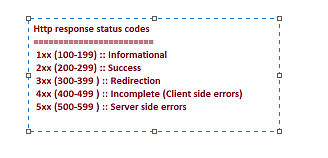 Http response status codes
========================
1xx (100-199) :: Informational
2xx (200-299) :: Success
3xx (300-399 ) :: Redirection
4xx (400-499 ) :: Incomplete (Client side errors)
5xx (500-599 ) :: Server side errors